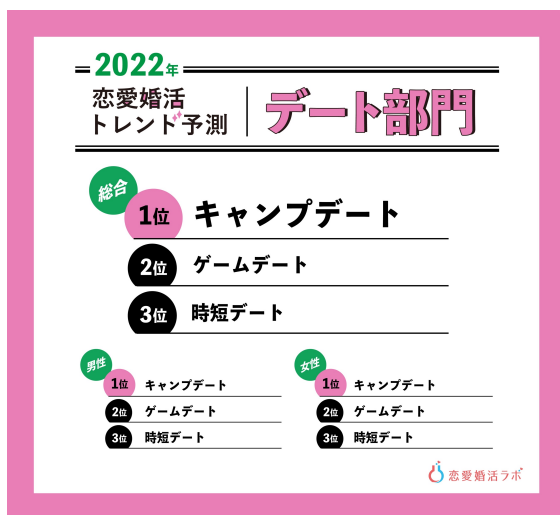 2022年
恋愛婚活
トレンド予測
デート部門
総合
1位 キャンプデート
2位 ゲームデート
3位 時短デート
男性
1位 キャンプデート
2位 ゲームデート
3位 時短デート
女性
1位 キャンプデート
2位 ゲームデート
3位 時短デート
恋愛婚活ラボ